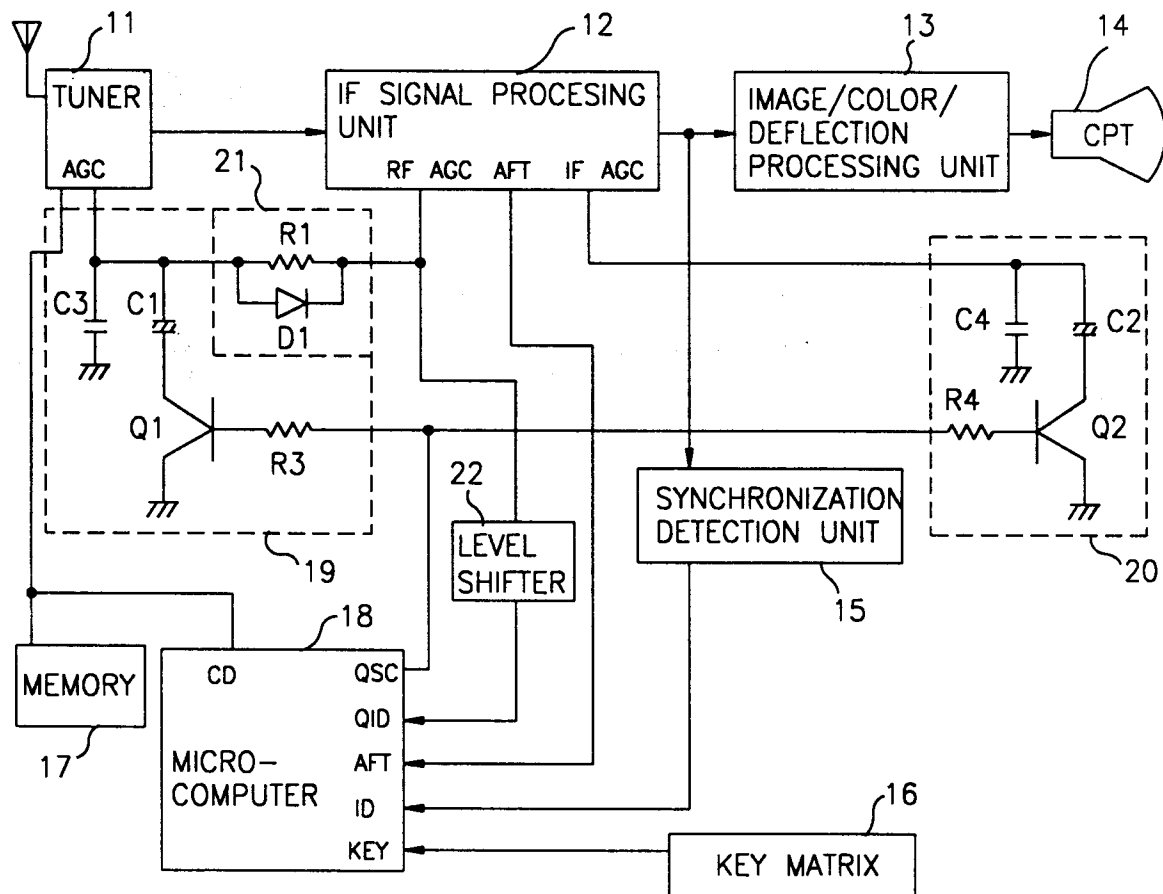 11
12
13
14
TUNER
AGC
IF SIGNAL PROCESING
UNIT
RF AGC AFT IF AGC
IMAGE/COLOR/
DEFLECTION
PROCESSING UNIT
CPT
21
R1
D1
C3
C1
Q1
R3
C4
C2
R4
Q2
22
LEVEL
SHIFTER
SYNCHRONIZATION
DETECTION UNIT
15
19
20
18
MEMORY
17
CD
QSC
QID
AFT
ID
KEY
MICRO-
COMPUTER
16
KEY MATRIX